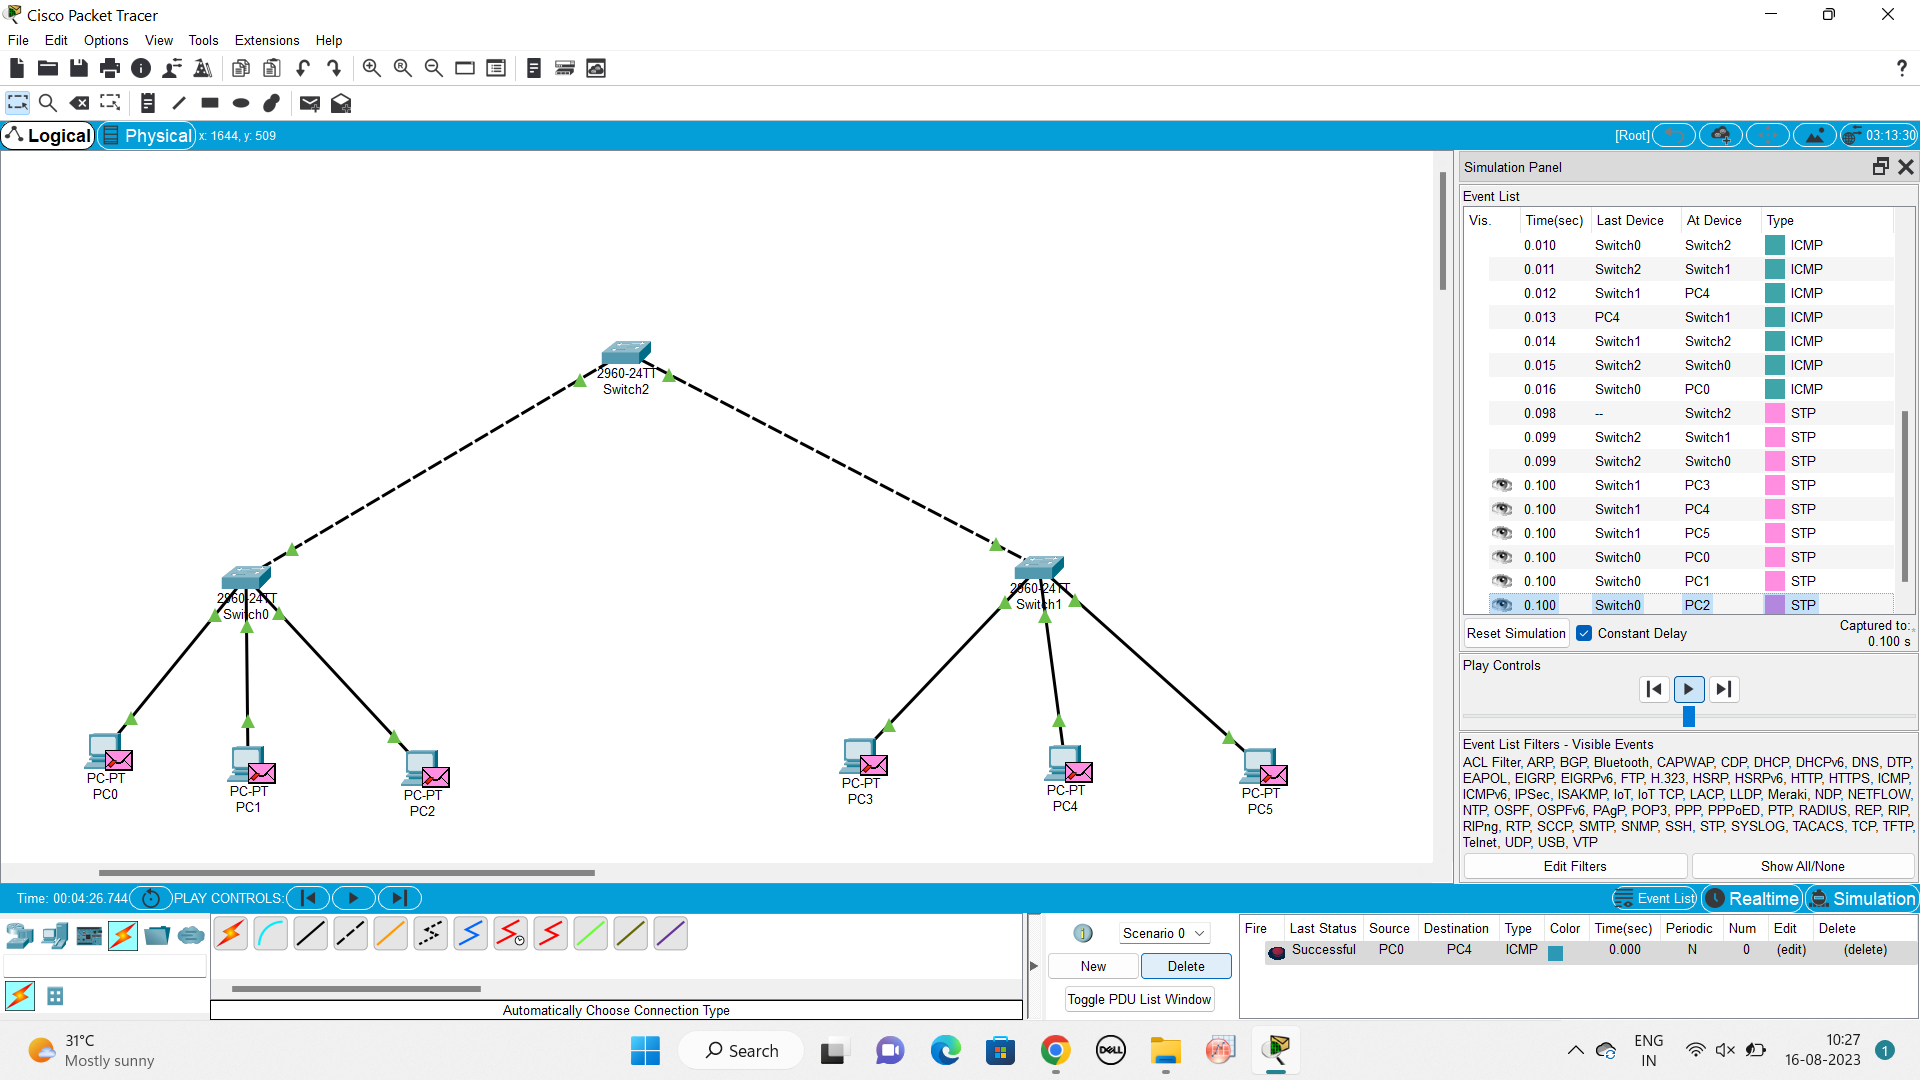 Cisco Packet Tracer
File Edit Options View Tools Extensions Help
Logical Physical x: 1644, y: 509 [Root] 03:13:30
2960-24TT
Switch2
2960-24TT
Switch0
2960-24TT
Switch1
PC-PT
PC0
PC-PT
PC1
PC-PT
PC2
PC-PT
PC3
PC-PT
PC4
PC-PT
PC5
Simulation Panel
Event List
Vis. Time(sec) Last Device At Device Type
0.010 Switch0 Switch2 ICMP
0.011 Switch2 Switch1 ICMP
0.012 Switch1 PC4 ICMP
0.013 PC4 Switch1 ICMP
0.014 Switch1 Switch2 ICMP
0.015 Switch2 Switch0 ICMP
0.016 Switch0 PC0 ICMP
0.098 -- Switch2 STP
0.099 Switch2 Switch1 STP
0.099 Switch2 Switch0 STP
0.100 Switch1 PC3 STP
0.100 Switch1 PC4 STP
0.100 Switch1 PC5 STP
0.100 Switch0 PC0 STP
0.100 Switch0 PC1 STP
0.100 Switch0 PC2 STP
Reset Simulation Constant Delay Captured to:
0.100 s
Play Controls
Event List Filters - Visible Events
ACL Filter, ARP, BGP, Bluetooth, CAPWAP, CDP, DHCP, DHCPv6, DNS, DTP,
EAPOL, EIGRP, EIGRPv6, FTP, H.323, HSRP, HSRPv6, HTTP, HTTPS, ICMP,
ICMPv6, IPSec, ISAKMP, IoT, IoT TCP, LACP, LLDP, Meraki, NDP, NETFLOW,
NTP, OSPF, OSPFv6, PAgP, POP3, PPP, PPPoED, PTP, RADIUS, REP, RIP,
RIPng, RTP, SCCP, SMTP, SNMP, SSH, STP, SYSLOG, TACACS, TCP, TFTP,
Telnet, UDP, USB, VTP
Edit Filters Show All/None
Time: 00:04:26.744 PLAY CONTROLS: Event List Realtime Simulation
Automatically Choose Connection Type
1 Scenario 0
New Delete
Toggle PDU List Window
Fire Last Status Source Destination Type Color Time(sec) Periodic Num Edit Delete
Successful PC0 PC4 ICMP 0.000 N 0 (edit) (delete)
31°C
Mostly sunny
Search
DELL
ENG
IN
10:27
16-08-2023
1